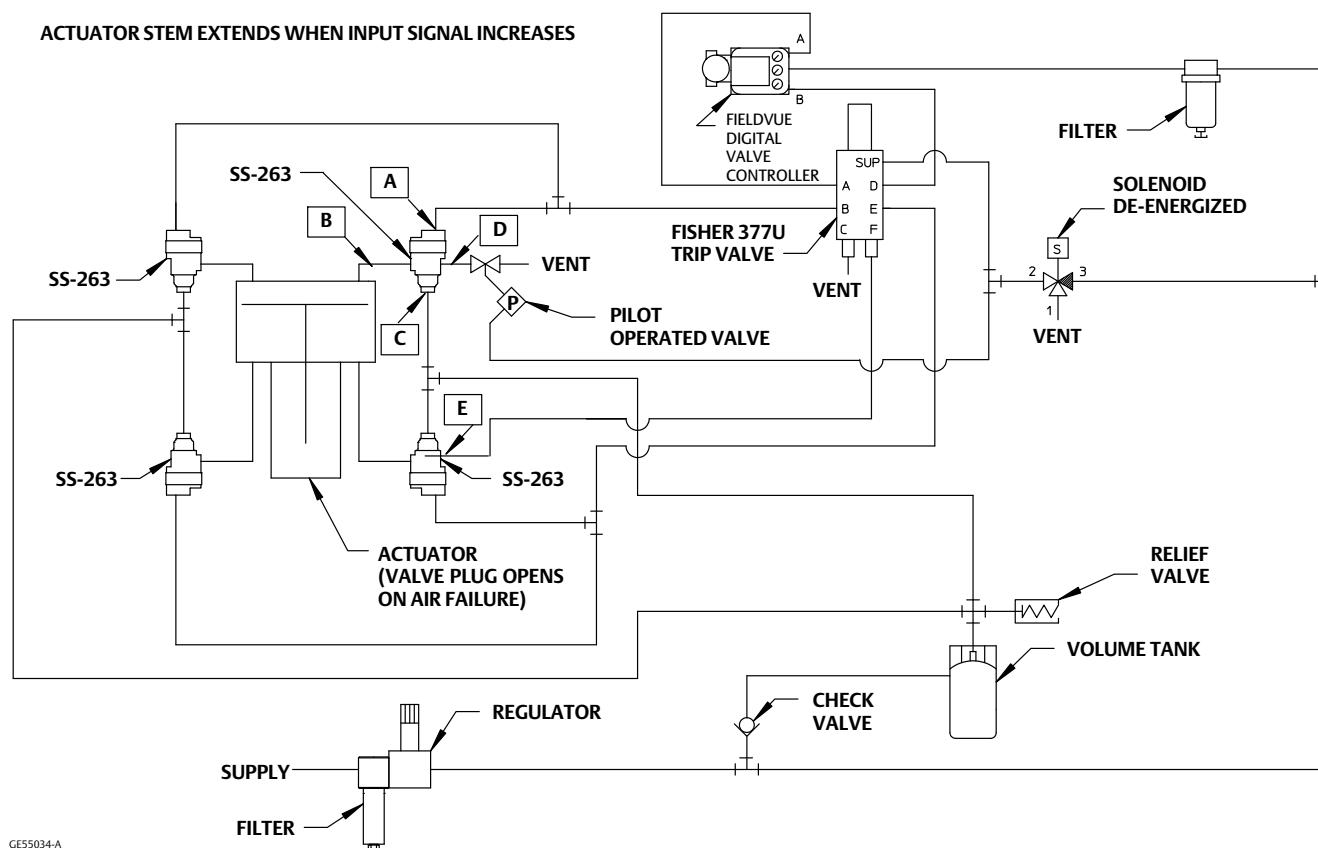 ACTUATOR STEM EXTENDS WHEN INPUT SIGNAL INCREASES
A
B
FIELDVUE
DIGITAL
VALVE
CONTROLLER
FILTER
SS-263
A
B
D
VENT
SS-263
C
PILOT
OPERATED VALVE
P
SUP
A
D
B
E
C
F
FISHER 377U
TRIP VALVE
VENT
SOLENOID
DE-ENERGIZED
S
2
3
1
VENT
E
SS-263
SS-263
ACTUATOR
(VALVE PLUG OPENS
ON AIR FAILURE)
RELIEF
VALVE
VOLUME TANK
CHECK
VALVE
REGULATOR
SUPPLY
FILTER
GE55034-A